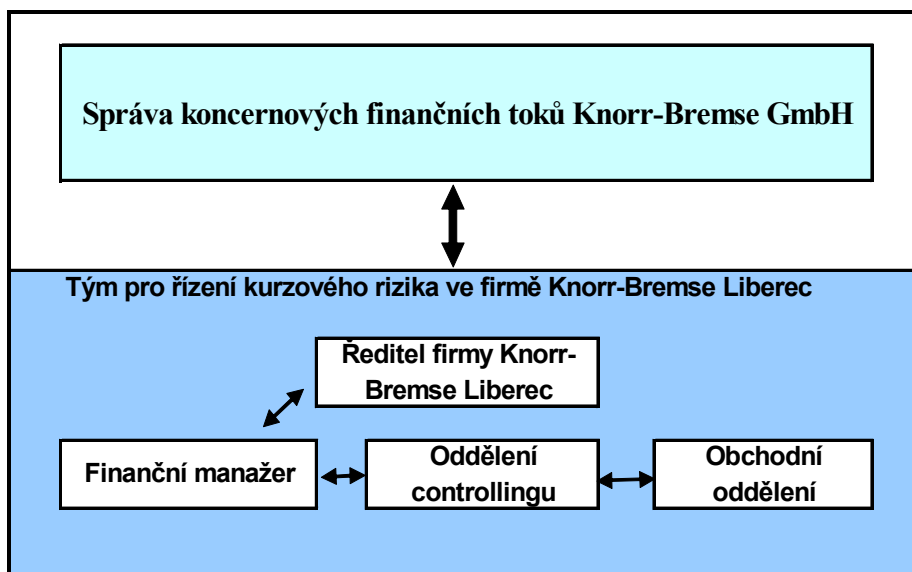 Správa koncernových finančních toků Knorr-Bremse GmbH
Tým pro řízení kurzového rizika ve firmě Knorr-Bremse Liberec
Ředitel firmy Knorr-
Bremse Liberec
Finanční manažer
Oddělení
controllingu
Obchodní
oddělení